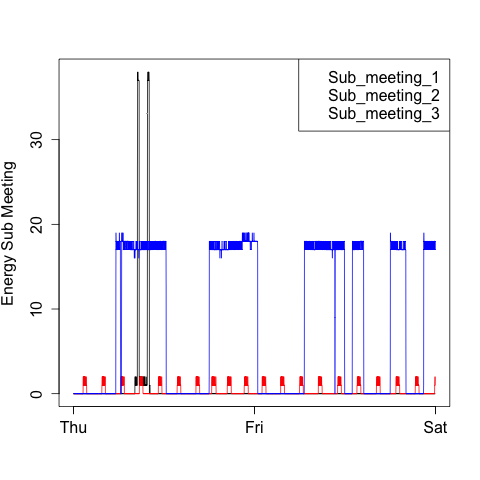 Sub_meeting_1
Sub_meeting_2
Sub_meeting_3
Energy Sub Meeting
30
20
10
0
Thu Fri Sat